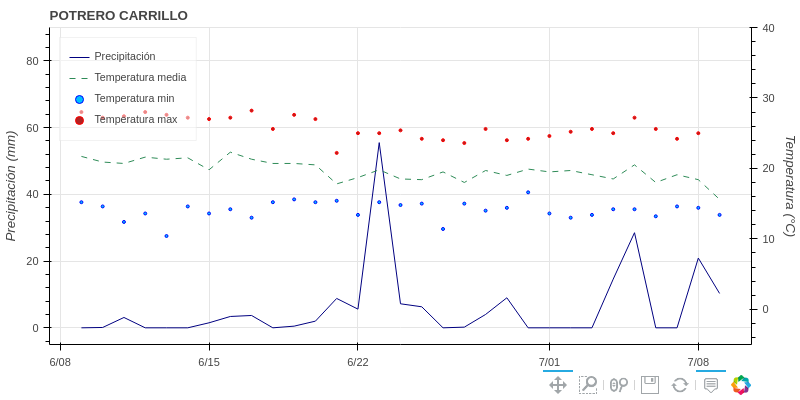 POTRERO CARRILLO
Precipitación
Temperatura media
Temperatura min
Temperatura max
Precipitación (mm)
80
60
40
20
0
Temperatura (°C)
40
30
20
10
0
6/08 6/15 6/22 7/01 7/08